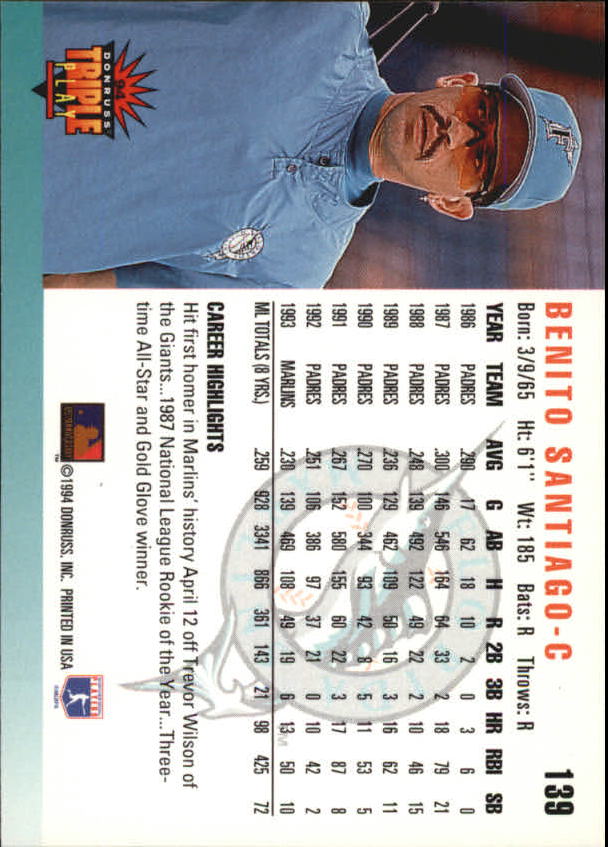 BENITO SANTIAGO-C 139
Born: 3/9/65 Ht: 6'1" Wt: 185 Bats: R Throws: R
YEAR TEAM AVG G AB H R 2B 3B HR RBI SB
1986 PADRES .290 17 62 18 10 2 0 3 6 0
1987 PADRES .300 146 546 164 64 33 2 18 79 21
1988 PADRES .248 139 492 122 49 22 2 10 46 15
1989 PADRES .236 129 462 109 50 16 3 16 62 11
1990 PADRES .270 100 344 93 42 8 5 11 53 5
1991 PADRES .267 152 580 155 60 22 3 17 87 8
1992 PADRES .251 106 386 97 37 21 0 10 42 2
1993 MARLINS .230 139 469 108 49 19 6 13 50 10
ML TOTALS (8 YRS.) .259 928 3341 866 361 143 21 98 425 72
CAREER HIGHLIGHTS
Hit first homer in Marlins' history April 12 off Trevor Wilson of
the Giants...1987 National League Rookie of the Year...Three-
time All-Star and Gold Glove winner.
©1994 DONRUSS, INC. PRINTED IN USA
94
DONRUSS
TRIPLE
PLAY
F
TM